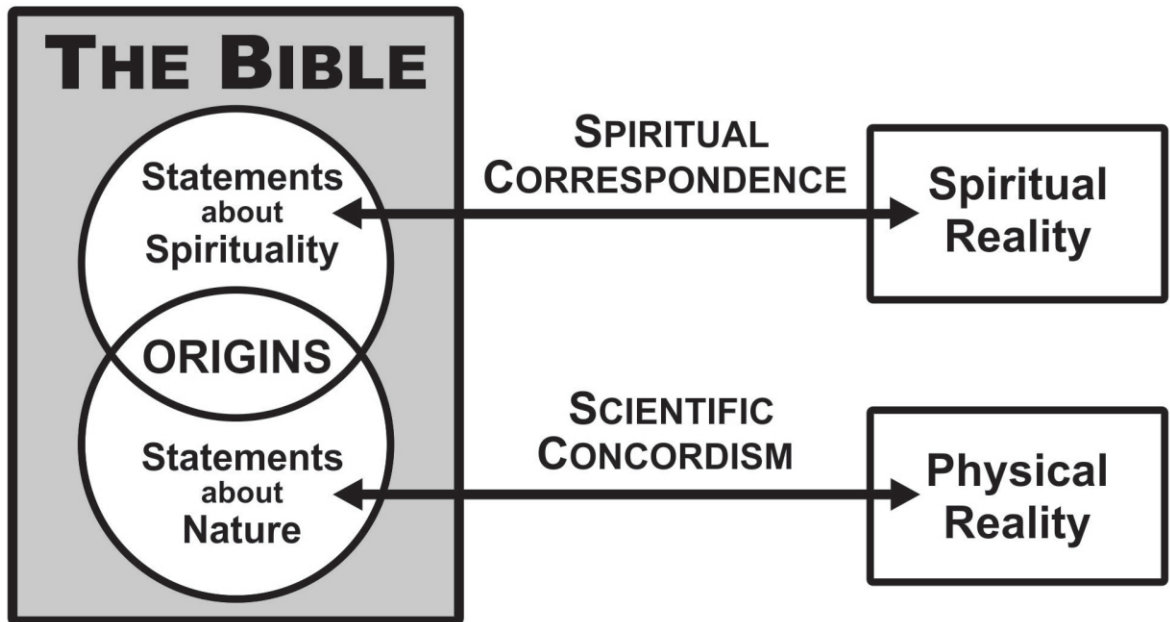 THE BIBLE
Statements
about
Spirituality
ORIGINS
Statements
about
Nature
SPIRITUAL
CORRESPONDENCE
SCIENTIFIC
CONCORDISM
Spiritual
Reality
Physical
Reality